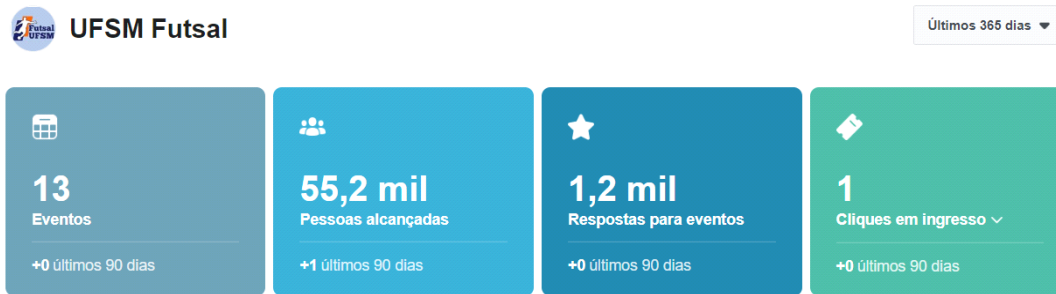 Futsal
UFSM
UFSM Futsal
Últimos 365 dias
13
Eventos
+0 últimos 90 dias
55,2 mil
Pessoas alcançadas
+1 últimos 90 dias
1,2 mil
Respostas para eventos
+0 últimos 90 dias
1
Cliques em ingresso
+0 últimos 90 dias